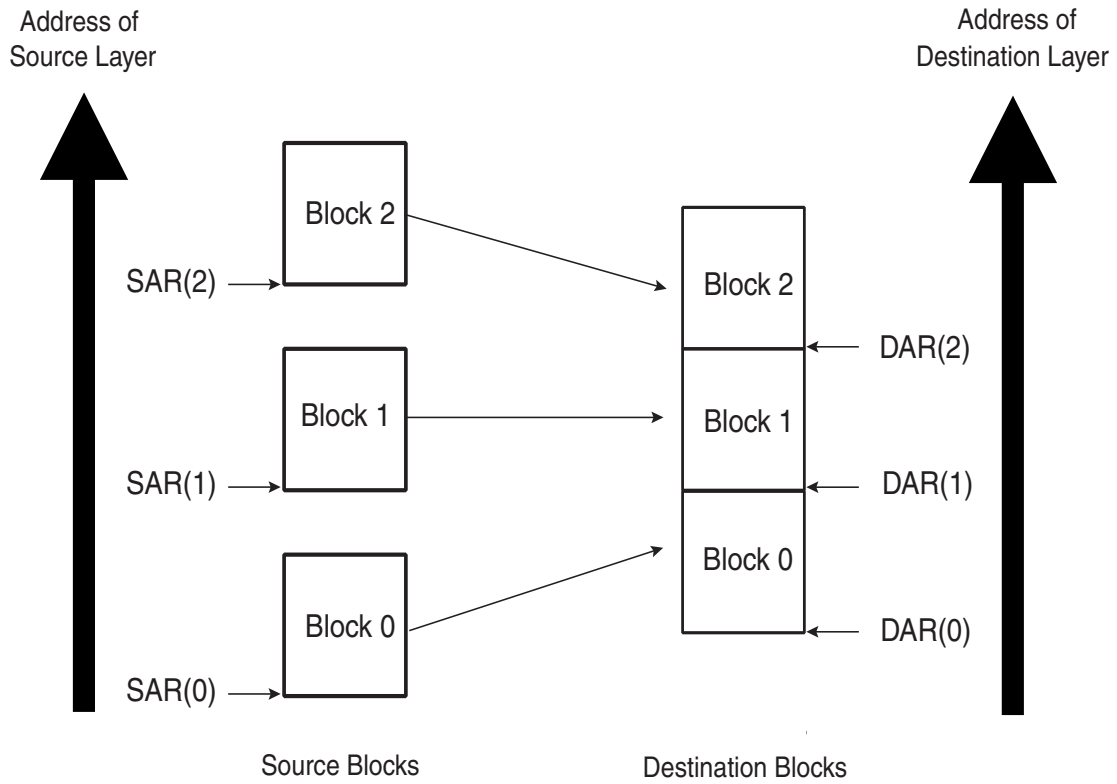 Address of
Source Layer
Address of
Destination Layer
Block 2
SAR(2)
Block 2
DAR(2)
Block 1
Block 1
SAR(1)
DAR(1)
Block 0
Block 0
DAR(0)
SAR(0)
Source Blocks
Destination Blocks